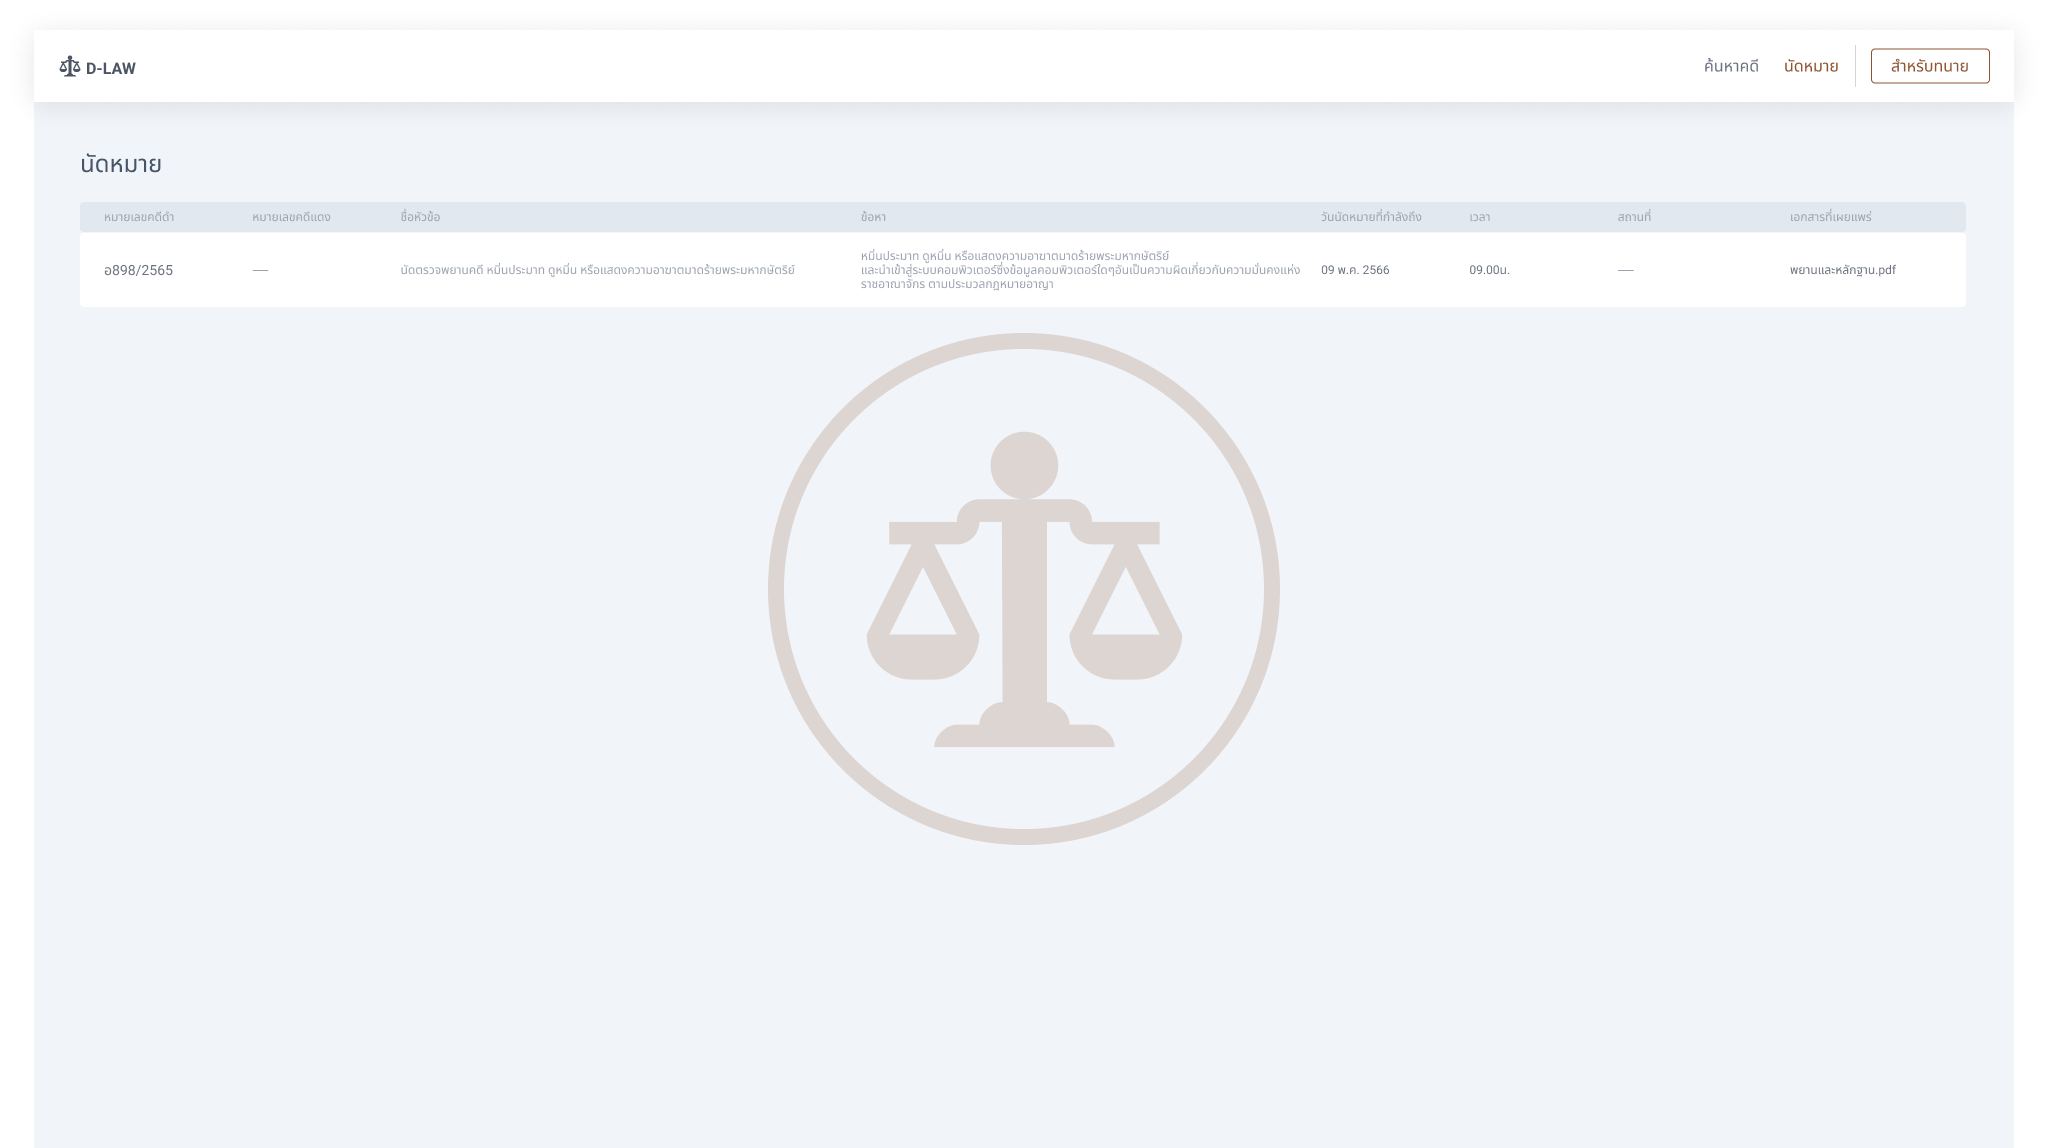 D-LAW
ค้นหาคดี
นัดหมาย
สำหรับทนาย
นัดหมาย
หมายเลขคดีดำ
หมายเลขคดีแดง
ชื่อหัวข้อ
ข้อหา
วันนัดหมายที่กำลังถึง
เวลา
สถานที่
เอกสารที่เผยแพร่
อ898/2565
—
นัดตรวจพยานคดี หมิ่นประมาท ดูหมิ่น หรือแสดงความอาฆาตมาดร้ายพระมหากษัตริย์
หมิ่นประมาท ดูหมิ่น หรือแสดงความอาฆาตมาดร้ายพระมหากษัตริย์
และนำเข้าสู่ระบบคอมพิวเตอร์ซึ่งข้อมูลคอมพิวเตอร์ใดๆอันเป็นความผิดเกี่ยวกับความมั่นคงแห่ง
ราชอาณาจักร ตามประมวลกฎหมายอาญา
09 พ.ค. 2566
09.00น.
—
พยานและหลักฐาน.pdf